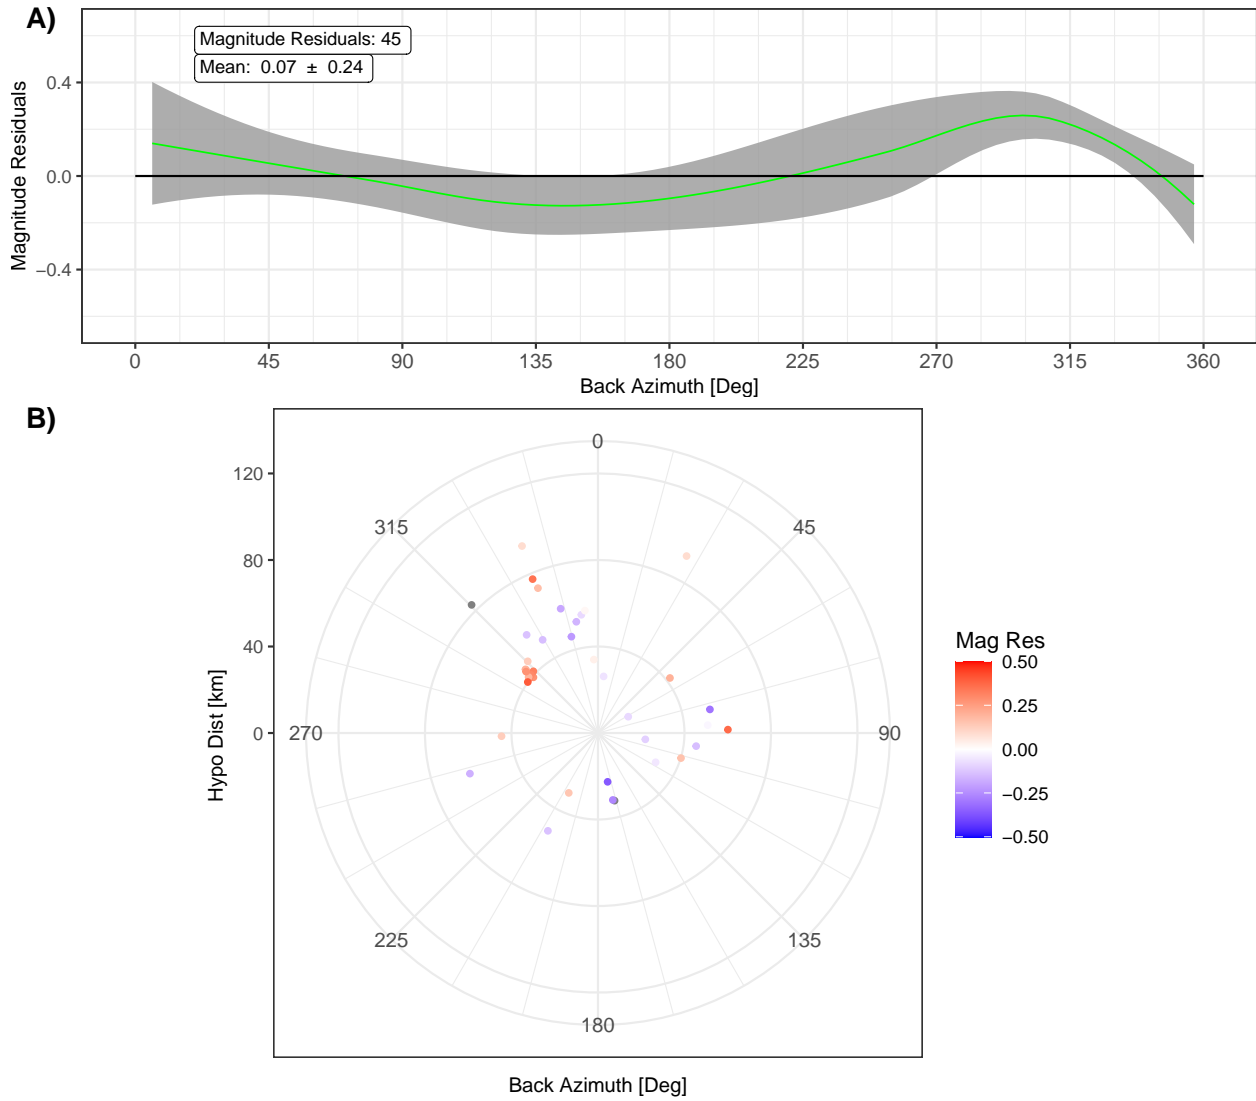 A)
Magnitude Residuals: 45
Mean:  0.07  ±  0.24
Magnitude Residuals
0.4
0.0
−0.4
0 45 90 135 180 225 270 315 360
Back Azimuth [Deg]
B)
0
315 45
270 90
225 135
180
120
80
40
0
Hypo Dist [km]
Back Azimuth [Deg]
Mag Res
0.50
0.25
0.00
−0.25
−0.50